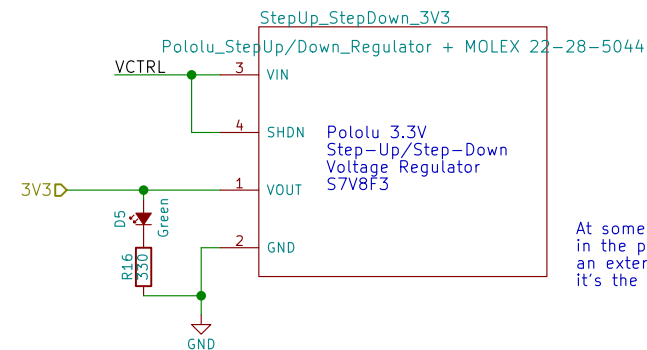 StepUp_StepDown_3V3
Pololu_StepUp/Down_Regulator + MOLEX 22-28-5044
VCTRL
3
VIN
4
SHDN
Pololu 3.3V
Step-Up/Step-Down
Voltage Regulator
S7V8F3
3V3
1
VOUT
D5
Green
2
GND
R16
330
At some
in the p
an exter
it's the
GND